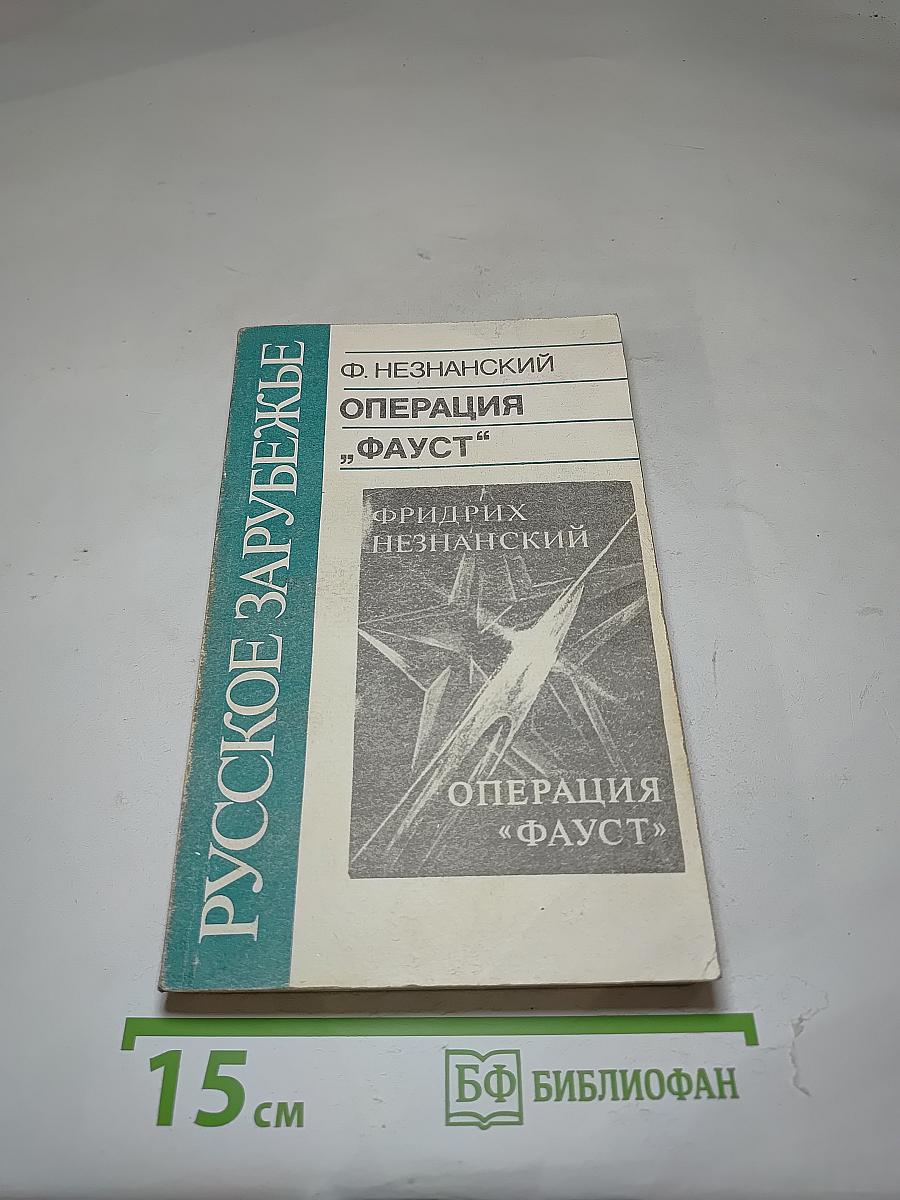 РУССКОЕ ЗАРУБЕЖЬЕ
Ф. НЕЗНАНСКИЙ
ОПЕРАЦИЯ
„ФАУСТ“
ФРИДРИХ
НЕЗНАНСКИЙ
ОПЕРАЦИЯ
«ФАУСТ»
15 см
БФ БИБЛИОФАН